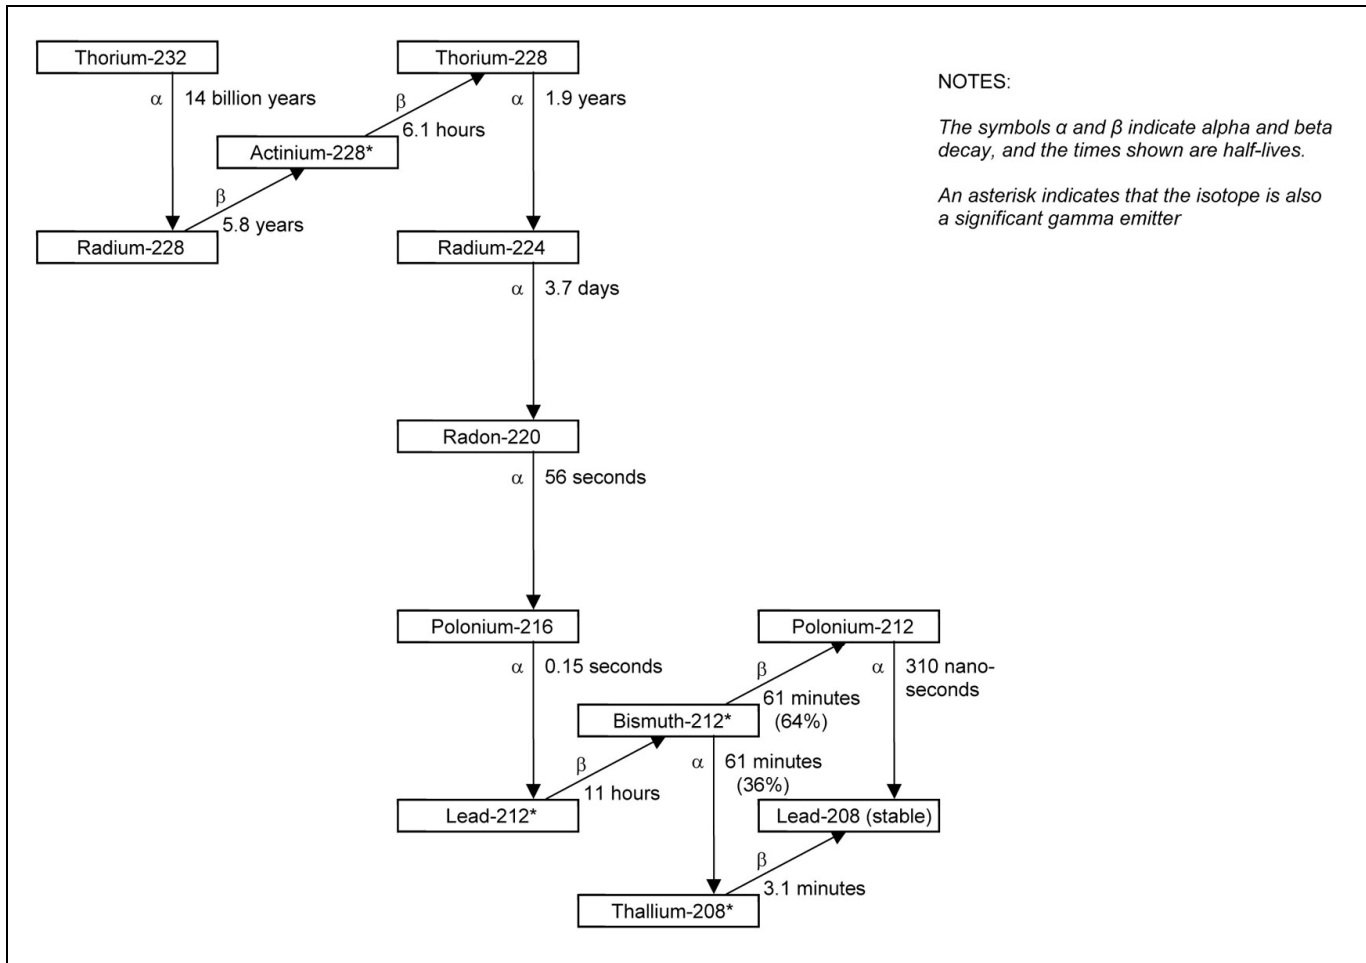 Thorium-232
Thorium-228
NOTES:
α 14 billion years
β
6.1 hours
α 1.9 years
The symbols α and β indicate alpha and beta
decay, and the times shown are half-lives.
Actinium-228*
An asterisk indicates that the isotope is also
a significant gamma emitter
β
5.8 years
Radium-228
Radium-224
α 3.7 days
Radon-220
α 56 seconds
Polonium-216
Polonium-212
α 0.15 seconds
β
61 minutes
(64%)
α 310 nano-
seconds
Bismuth-212*
β
11 hours
α 61 minutes
(36%)
Lead-212*
Lead-208 (stable)
β
3.1 minutes
Thallium-208*